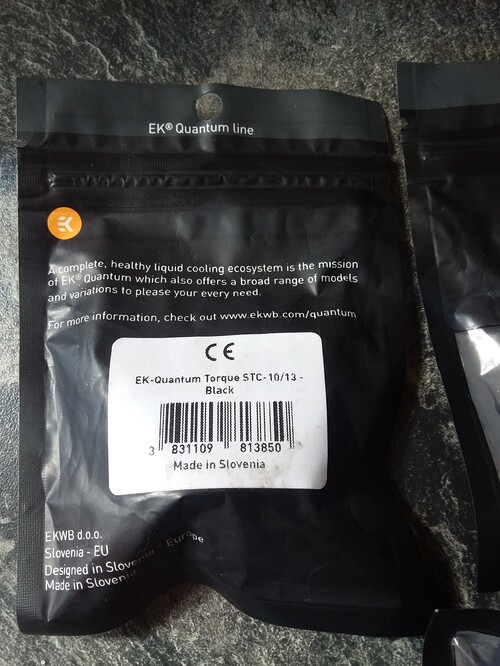 EK® Quantum line
A complete, healthy liquid cooling ecosystem is the mission
of EK® Quantum which also offers a broad range of models
and variations to please your every need.
For more information, check out www.ekwb.com/quantum
CE
EK-Quantum Torque STC-10/13 -
Black
3 831109 813850
Made in Slovenia
EKWB d.o.o.
Slovenia - EU
Designed in Slovenia - Europe
Made in Slovenia